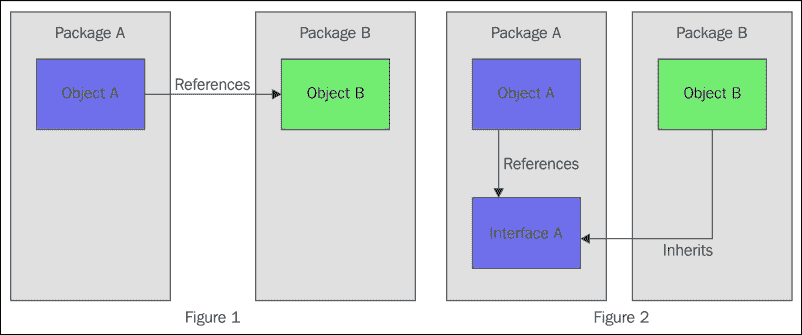 Package A
Package B
Object A
References
Object B
Figure 1
Package A
Package B
Object A
Object B
References
Interface A
Inherits
Figure 2